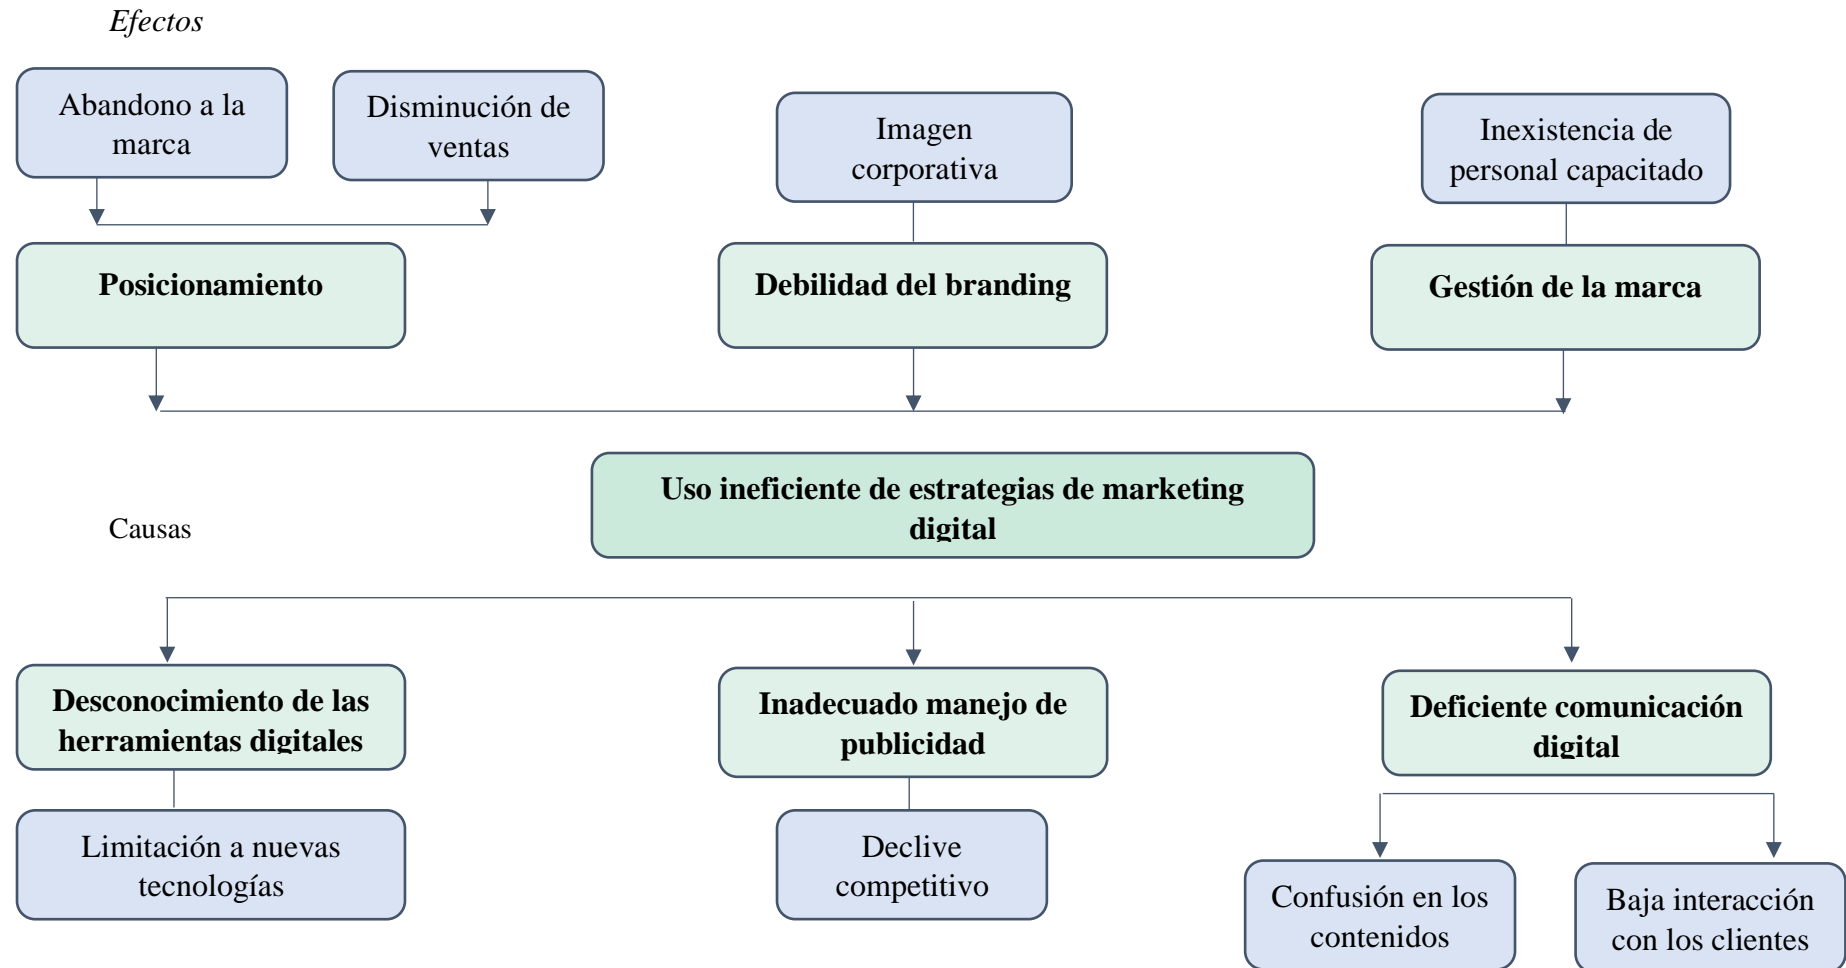 Efectos
Abandono a la
marca
Disminución de
ventas
Imagen
corporativa
Inexistencia de
personal capacitado
Posicionamiento
Debilidad del branding
Gestión de la marca
Uso ineficiente de estrategias de marketing
digital
Causas
Desconocimiento de las
herramientas digitales
Inadecuado manejo de
publicidad
Deficiente comunicación
digital
Limitación a nuevas
tecnologías
Declive
competitivo
Confusión en los
contenidos
Baja interacción
con los clientes